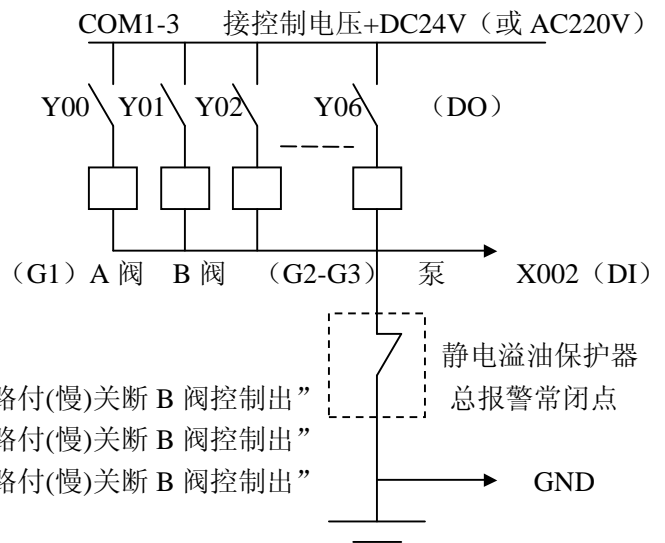 COM1-3 接控制电压+DC24V（或 AC220V）
Y00 Y01 Y02 Y06 （DO）
（G1）A 阀 B 阀 （G2-G3） 泵 X002（DI）
静电溢油保护器
路付(慢)关断 B 阀控制出” 总报警常闭点
路付(慢)关断 B 阀控制出”
路付(慢)关断 B 阀控制出” GND